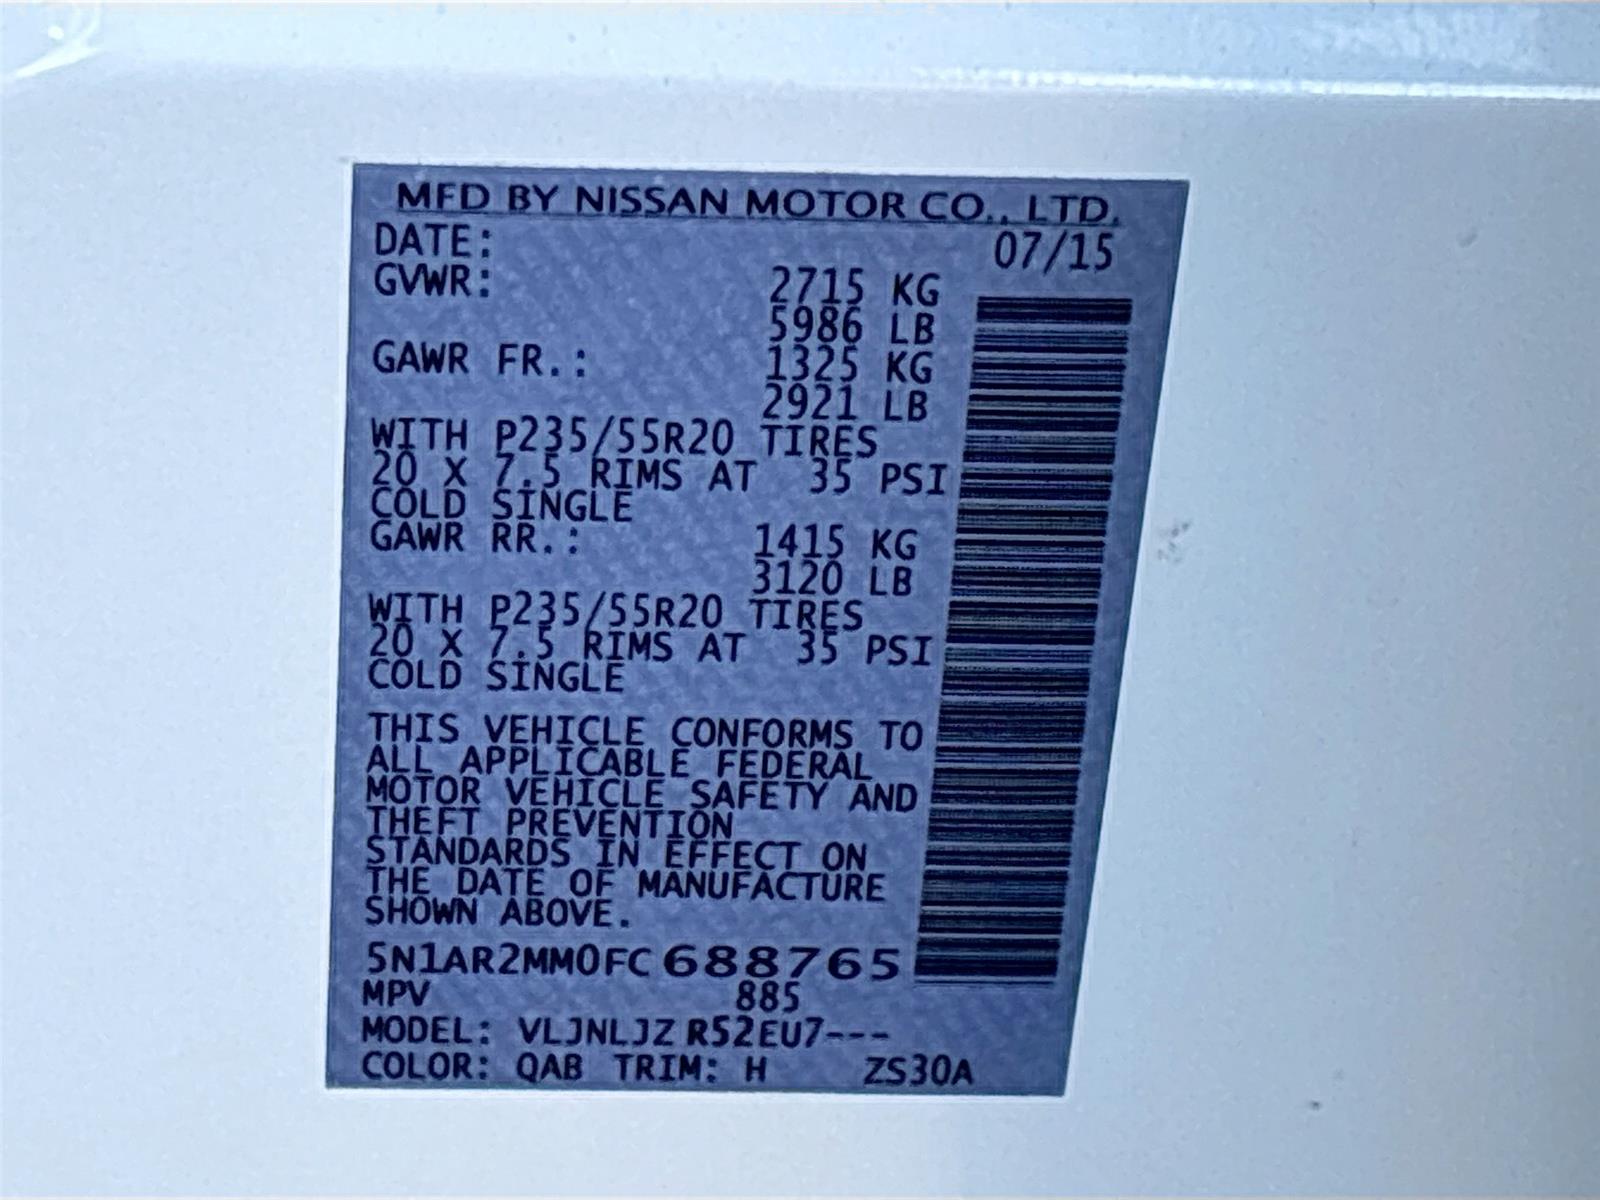 MFD BY NISSAN MOTOR CO., LTD.
DATE: 07/15
GVWR: 2715 KG
5986 LB
GAWR FR.: 1325 KG
2921 LB
WITH P235/55R20 TIRES
20 X 7.5 RIMS AT 35 PSI
COLD SINGLE
GAWR RR.: 1415 KG
3120 LB
WITH P235/55R20 TIRES
20 X 7.5 RIMS AT 35 PSI
COLD SINGLE
THIS VEHICLE CONFORMS TO
ALL APPLICABLE FEDERAL
MOTOR VEHICLE SAFETY AND
THEFT PREVENTION
STANDARDS IN EFFECT ON
THE DATE OF MANUFACTURE
SHOWN ABOVE.
5N1AR2MM0FC688765
MPV 885
MODEL: VLJNLJZ R52EU7---
COLOR: QAB TRIM: H ZS30A